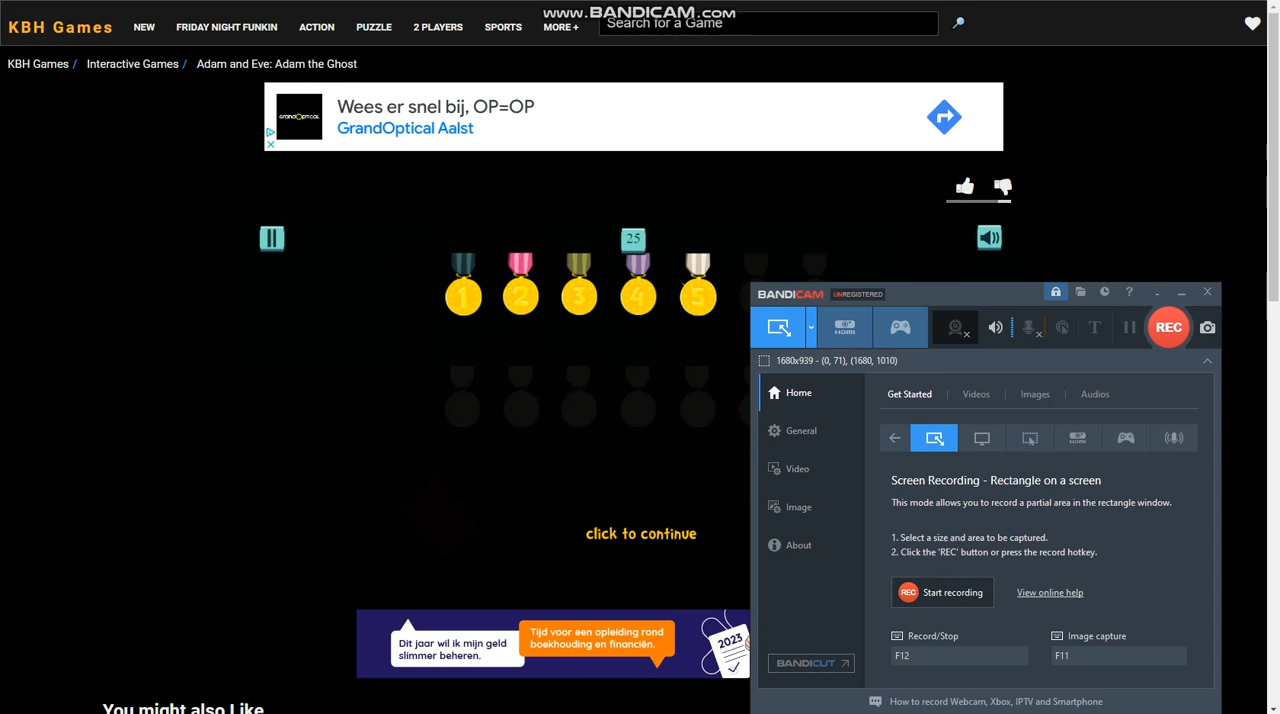 www.BANDICAM.com
KBH Games NEW FRIDAY NIGHT FUNKIN ACTION PUZZLE 2 PLAYERS SPORTS MORE + Search for a Game
KBH Games / Interactive Games / Adam and Eve: Adam the Ghost
GRANDOPTICAL
Wees er snel bij, OP=OP
GrandOptical Aalst
25
1 2 3 4 5
click to continue
BANDICAM UNREGISTERED
HDMI
REC
1680x939 - (0, 71), (1680, 1010)
Home
General
Video
Image
About
BANDICUT
Get Started Videos Images Audios
HDMI
Screen Recording - Rectangle on a screen
This mode allows you to record a partial area in the rectangle window.
1. Select a size and area to be captured.
2. Click the 'REC' button or press the record hotkey.
REC Start recording View online help
Record/Stop Image capture
F12 F11
How to record Webcam, Xbox, IPTV and Smartphone
Dit jaar wil ik mijn geld
slimmer beheren.
Tijd voor een opleiding rond
boekhouding en financiën.
2023
You might also Like